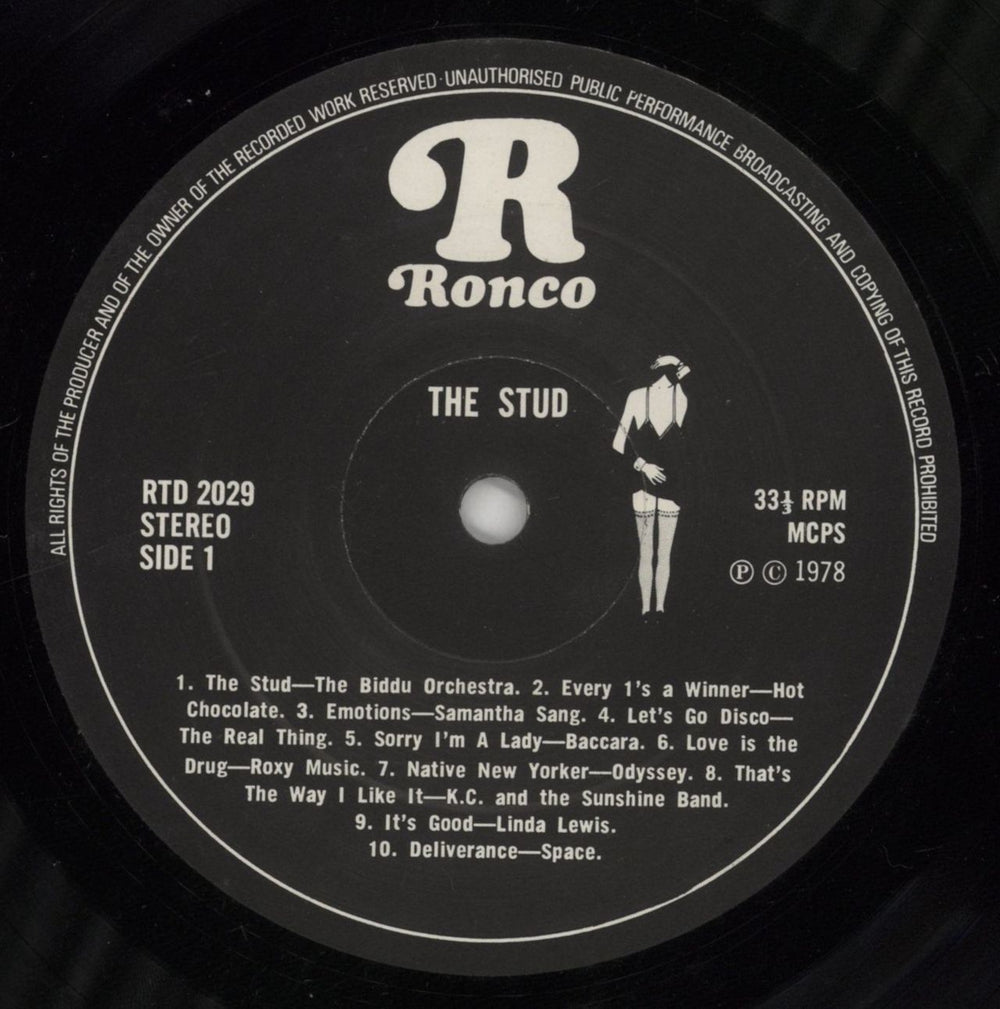 ALL RIGHTS OF THE PRODUCER AND OF THE OWNER OF THE RECORDED WORK RESERVED · UNAUTHORISED PUBLIC PERFORMANCE BROADCASTING AND COPYING OF THIS RECORD PROHIBITED
R
Ronco
THE STUD
RTD 2029
STEREO
SIDE 1
33⅓ RPM
MCPS
Ⓟ Ⓒ 1978
1. The Stud—The Biddu Orchestra. 2. Every 1's a Winner—Hot
Chocolate. 3. Emotions—Samantha Sang. 4. Let's Go Disco—
The Real Thing. 5. Sorry I'm A Lady—Baccara. 6. Love is the
Drug—Roxy Music. 7. Native New Yorker—Odyssey. 8. That's
The Way I Like It—K.C. and the Sunshine Band.
9. It's Good—Linda Lewis.
10. Deliverance—Space.